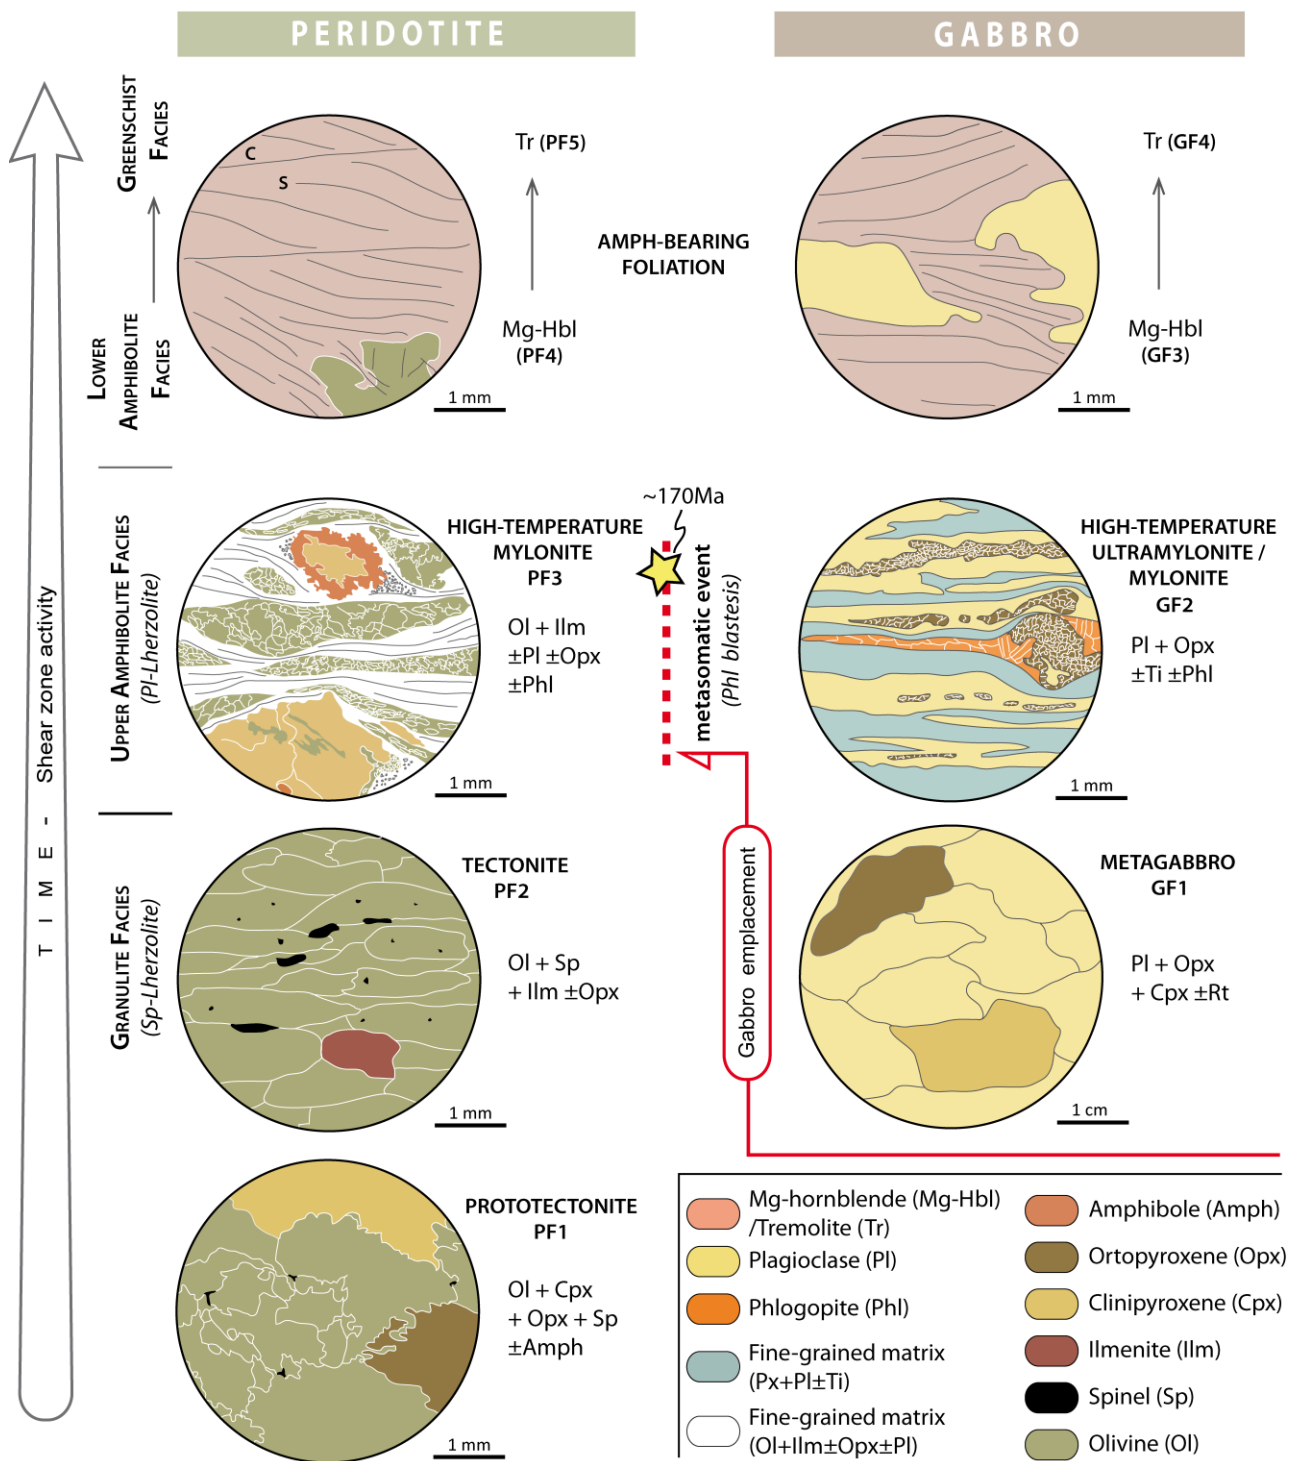 PERIDOTITE
GABBRO
TIME - Shear zone activity
GREENSCHIST
FACIES
LOWER
AMPHIBOLITE
FACIES
C
S
Tr (PF5)
Mg-Hbl
(PF4)
1 mm
AMPH-BEARING
FOLIATION
Tr (GF4)
Mg-Hbl
(GF3)
1 mm
UPPER AMPHIBOLITE FACIES
(Pl-Lherzolite)
HIGH-TEMPERATURE
MYLONITE
PF3
Ol + Ilm
±Pl ±Opx
±Phl
1 mm
~170Ma
metasomatic event
(Phl blastesis)
HIGH-TEMPERATURE
ULTRAMYLONITE /
MYLONITE
GF2
Pl + Opx
±Ti ±Phl
1 mm
GRANULITE FACIES
(Sp-Lherzolite)
TECTONITE
PF2
Ol + Sp
+ Ilm ±Opx
1 mm
Gabbro emplacement
METAGABBRO
GF1
Pl + Opx
+ Cpx ±Rt
1 cm
PROTOTECTONITE
PF1
Ol + Cpx
+ Opx + Sp
±Amph
1 mm
Mg-hornblende (Mg-Hbl)
/Tremolite (Tr)
Plagioclase (Pl)
Phlogopite (Phl)
Fine-grained matrix
(Px+Pl±Ti)
Fine-grained matrix
(Ol+Ilm±Opx±Pl)
Amphibole (Amph)
Ortopyroxene (Opx)
Clinipyroxene (Cpx)
Ilmenite (Ilm)
Spinel (Sp)
Olivine (Ol)